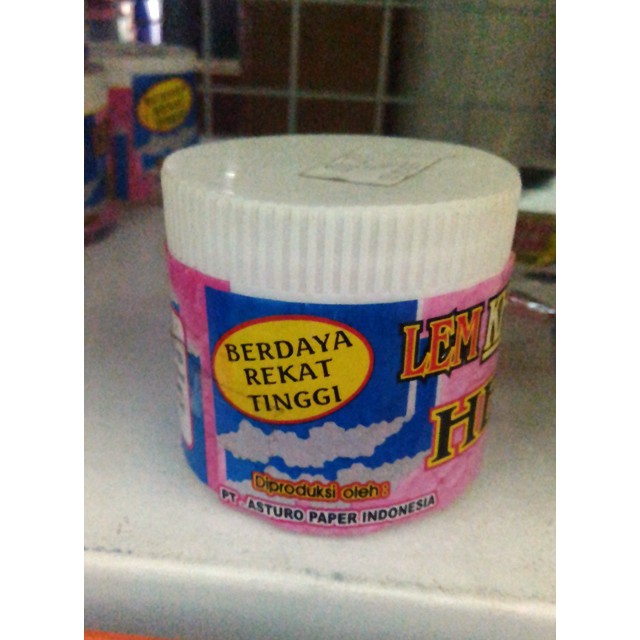 BERDAYA
REKAT
TINGGI
LEM
Diproduksi oleh :
PT. ASTURO PAPER INDONESIA